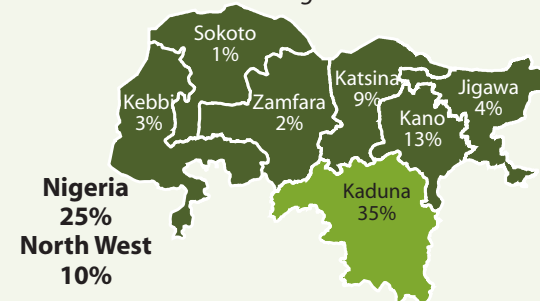 Sokoto
1%
Kebbi
3%
Zamfara
2%
Katsina
9%
Kano
13%
Jigawa
4%
Kaduna
35%
Nigeria
25%
North West
10%